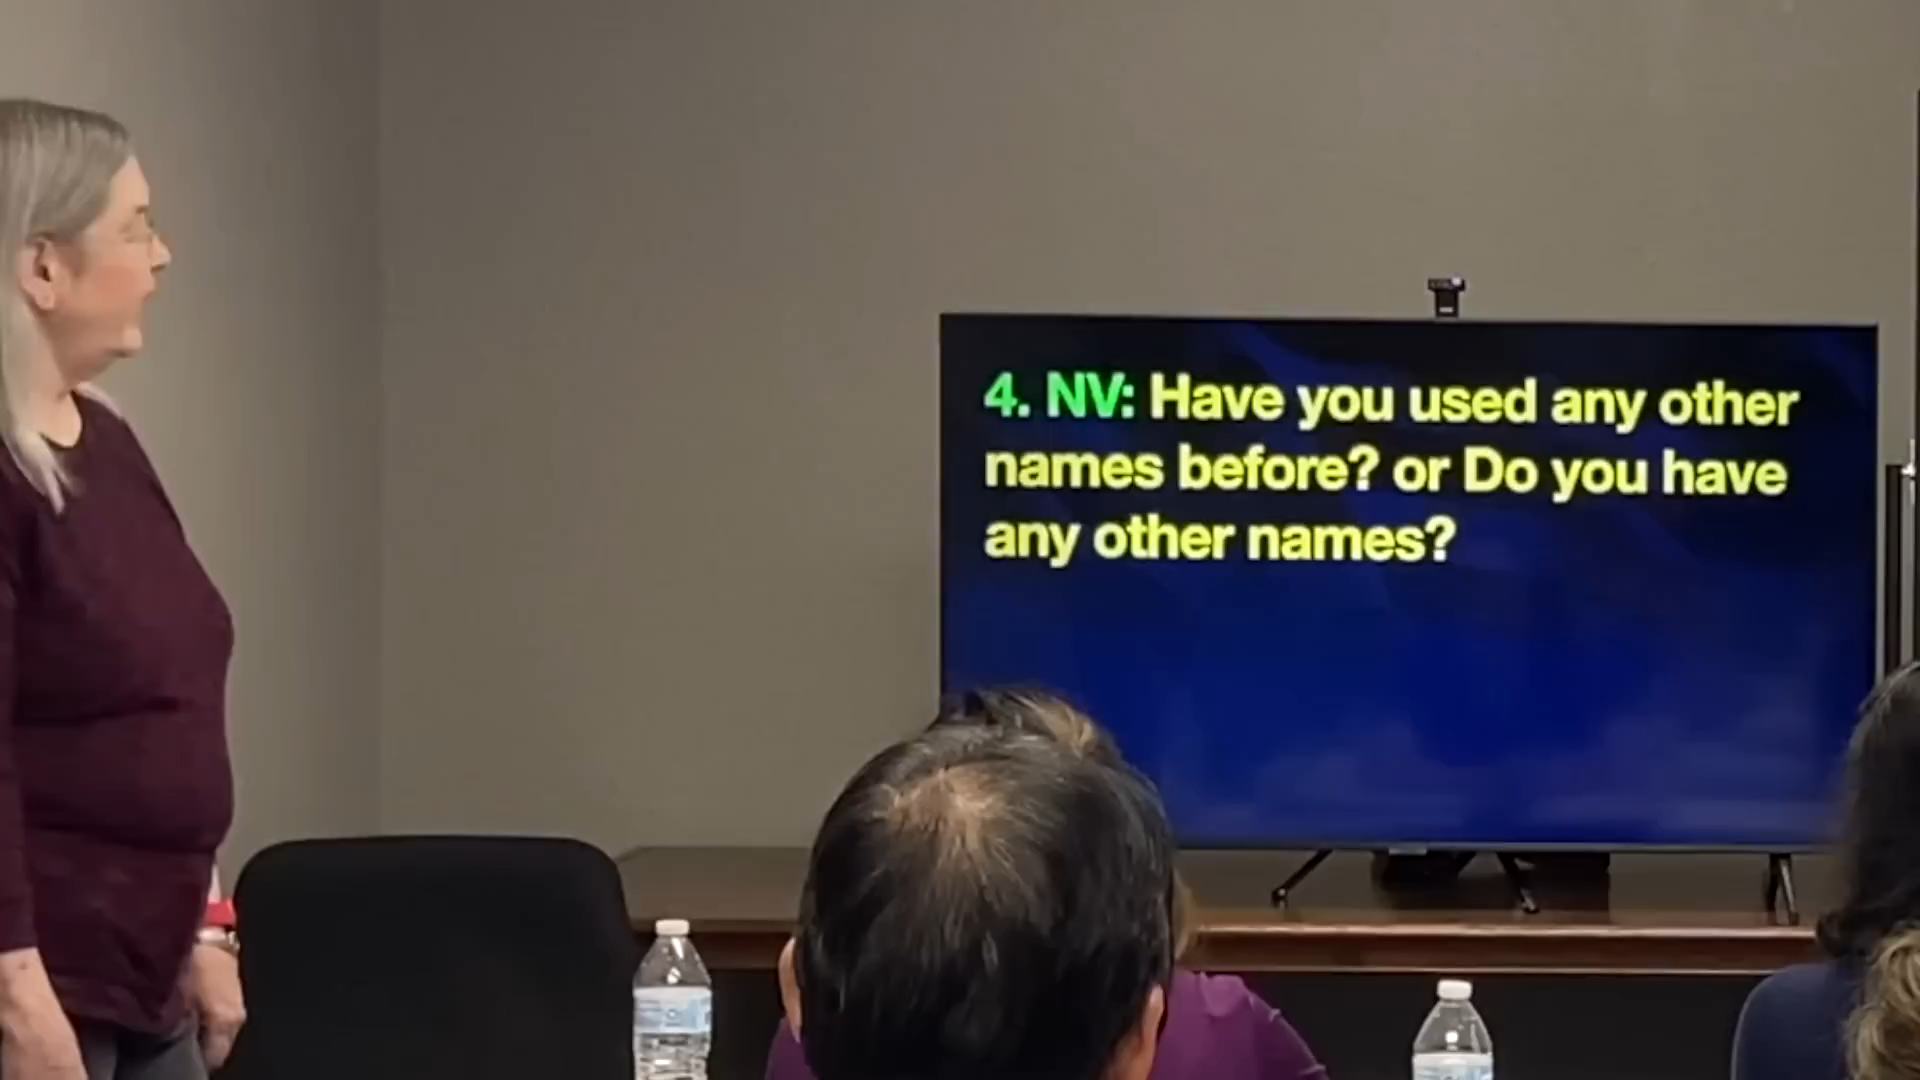 4. NV: Have you used any other
names before? or Do you have
any other names?